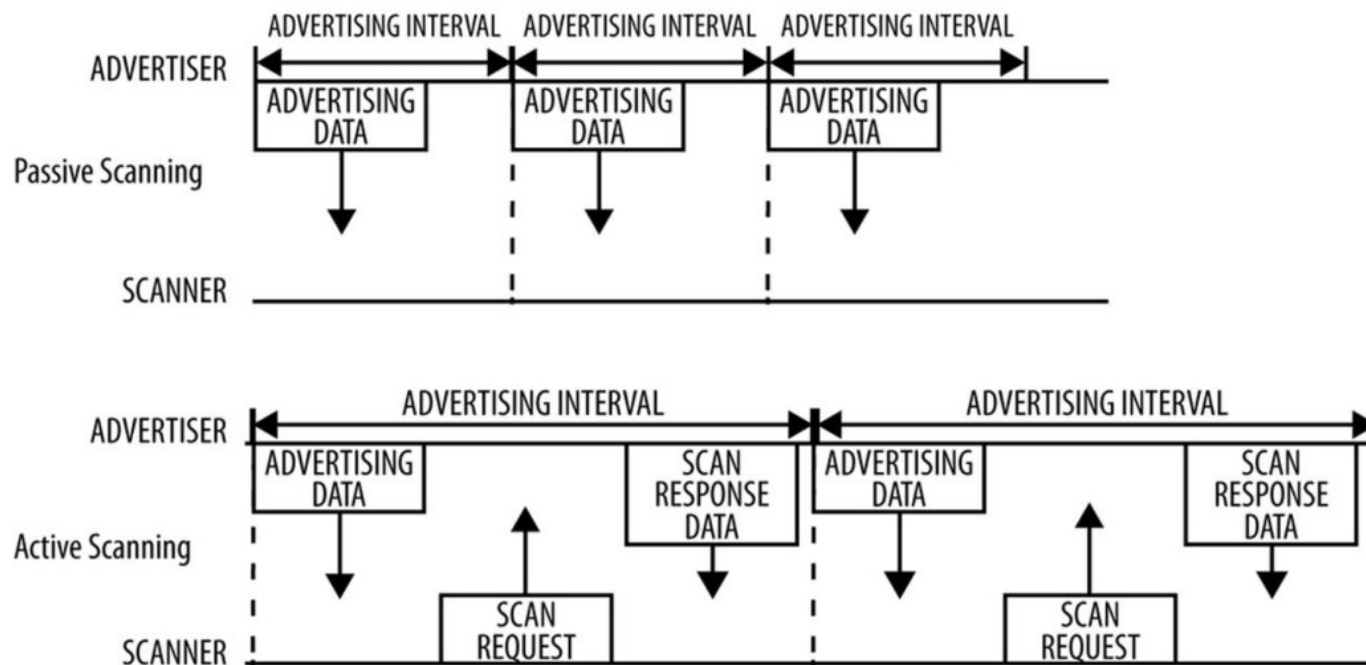 ADVERTISING INTERVAL
ADVERTISING INTERVAL
ADVERTISING INTERVAL
ADVERTISER
ADVERTISING
DATA
ADVERTISING
DATA
ADVERTISING
DATA
Passive Scanning
SCANNER
ADVERTISING INTERVAL
ADVERTISING INTERVAL
ADVERTISER
ADVERTISING
DATA
SCAN
RESPONSE
DATA
ADVERTISING
DATA
SCAN
RESPONSE
DATA
Active Scanning
SCAN
REQUEST
SCAN
REQUEST
SCANNER